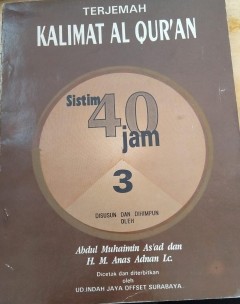 TERJEMAH
KALIMAT AL QUR'AN
Sistim
40
jam
3
DISUSUN DAN DIHIMPUN
OLEH
Abdul Muhaimin As'ad dan
H. M. Anas Adnan Lc.
Dicetak dan diterbitkan
oleh
UD.INDAH JAYA OFFSET SURABAYA.